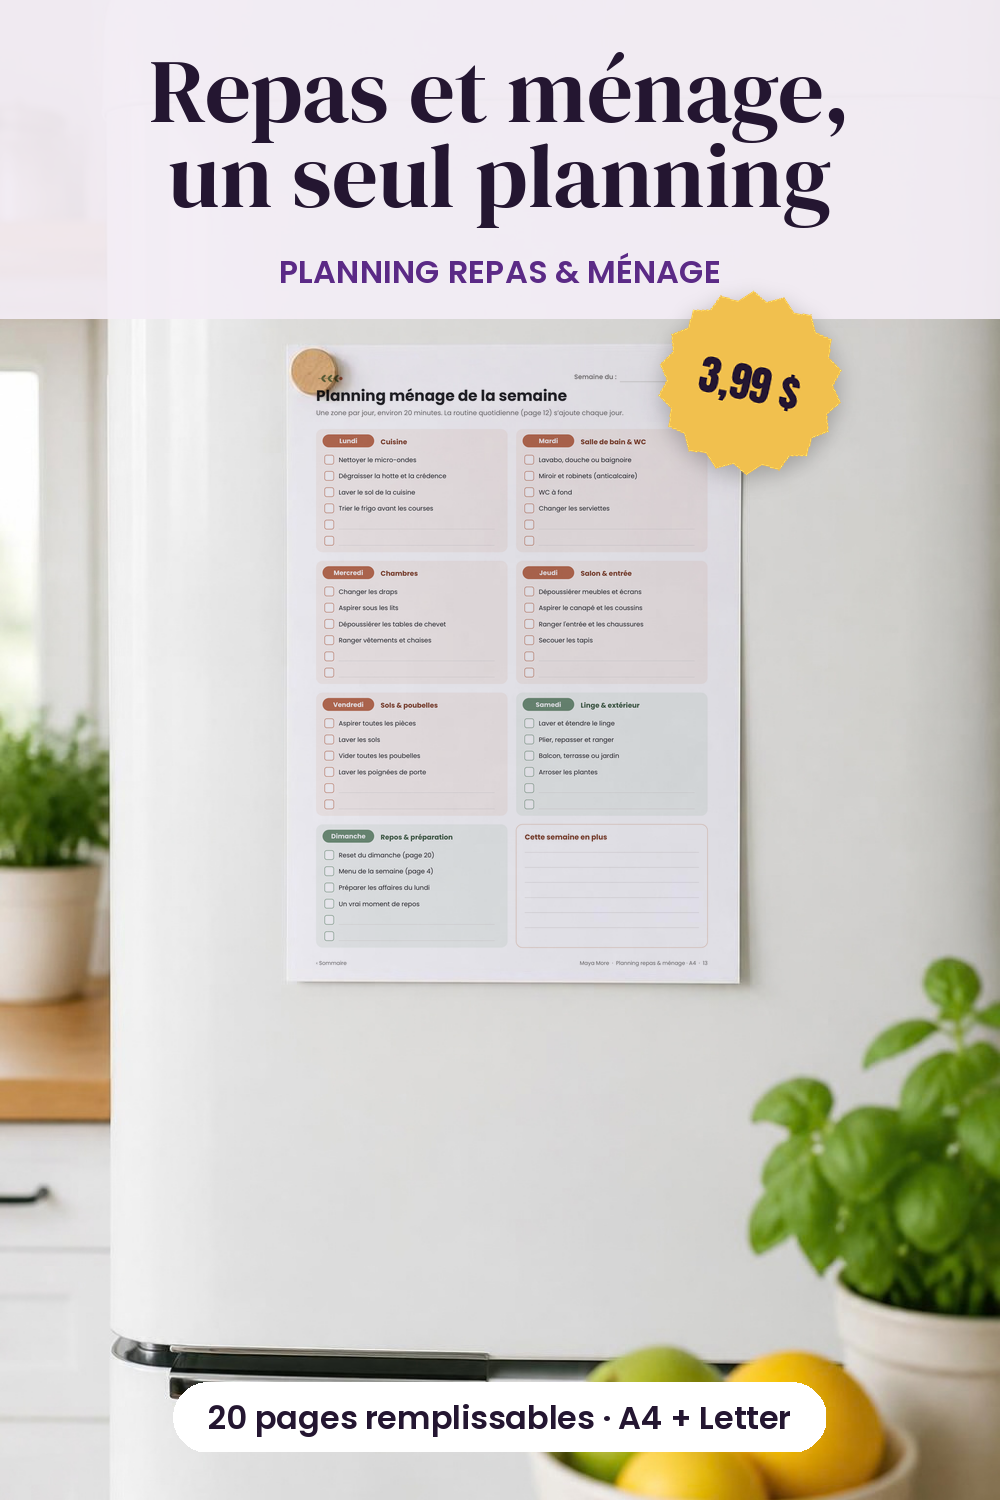 Repas et ménage,
un seul planning
PLANNING REPAS & MÉNAGE
3,99 $
Semaine du :
Planning ménage de la semaine
Une zone par jour, environ 20 minutes. La routine quotidienne (page 12) s'ajoute chaque jour.
Lundi Cuisine
Nettoyer le micro-ondes
Dégraisser la hotte et la crédence
Laver le sol de la cuisine
Trier le frigo avant les courses
Mardi Salle de bain & WC
Lavabo, douche ou baignoire
Miroir et robinets (anticalcaire)
WC à fond
Changer les serviettes
Mercredi Chambres
Changer les draps
Aspirer sous les lits
Dépoussiérer les tables de chevet
Ranger vêtements et chaises
Jeudi Salon & entrée
Dépoussiérer meubles et écrans
Aspirer le canapé et les coussins
Ranger l'entrée et les chaussures
Secouer les tapis
Vendredi Sols & poubelles
Aspirer toutes les pièces
Laver les sols
Vider toutes les poubelles
Laver les poignées de porte
Samedi Linge & extérieur
Laver et étendre le linge
Plier, repasser et ranger
Balcon, terrasse ou jardin
Arroser les plantes
Dimanche Repos & préparation
Reset du dimanche (page 20)
Menu de la semaine (page 4)
Préparer les affaires du lundi
Un vrai moment de repos
Cette semaine en plus
‹ Sommaire
Maya More · Planning repas & ménage · A4 · 13
20 pages remplissables · A4 + Letter